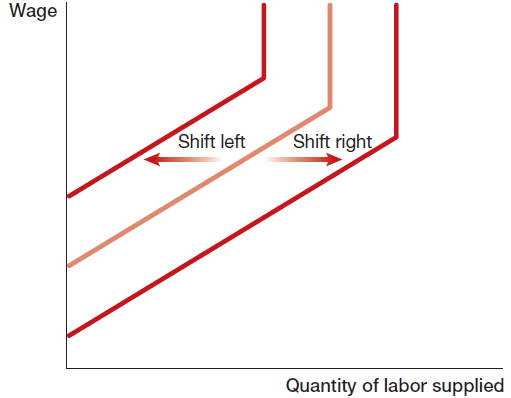 Wage
Shift left
Shift right
Quantity of labor supplied